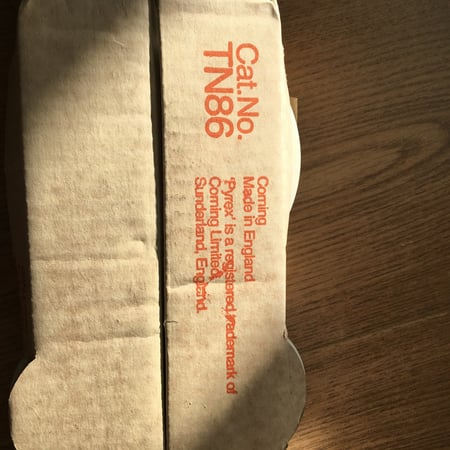 Cat.No.
TN86
Corning
Made in England
'Pyrex' is a registered trademark of
Corning Limited,
Sunderland, England.